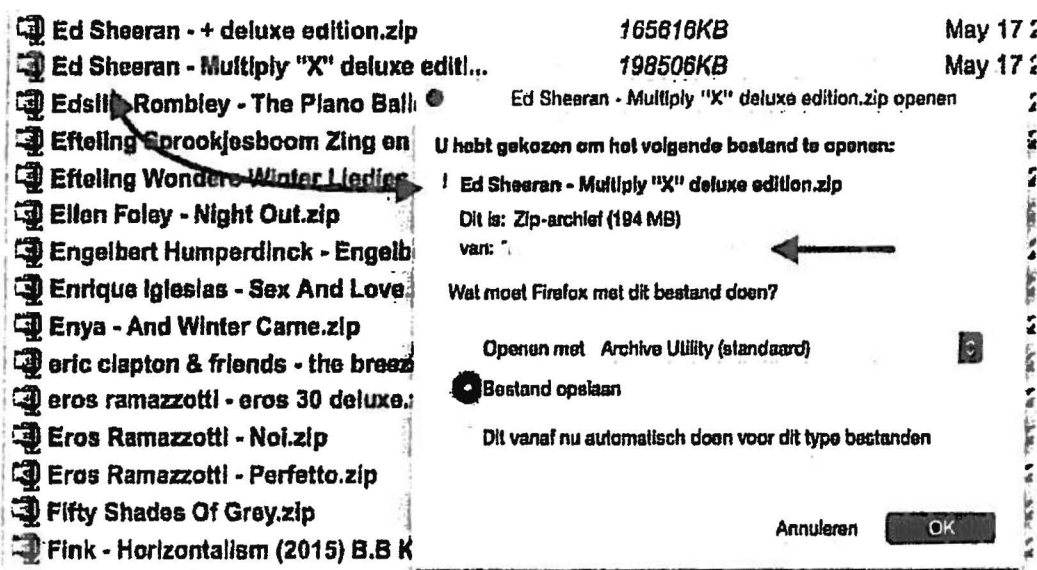 Ed Sheeran - + deluxe edition.zip 165616KB May 17 2
Ed Sheeran - Multiply "X" deluxe editi... 198506KB May 17 2
Rombley - The Piano
Efteling Sprookjesboom Zing en
Efteling Wondere Winter Liedjes
Ellen Foley - Night Out.zip
Engelbert Humperdinck - Engelb
Enrique Iglesias - Sex And Love
Enya - And Winter Came.zip
eric clapton & friends - the breez
eros ramazzotti - eros 30 deluxe.
Eros Ramazzotti - Noi.zip
Eros Ramazzotti - Perfetto.zip
Fifty Shades Of Grey.zip
Fink - Horizontalism (2015) B.B K
Ed Sheeran - Multiply "X" deluxe edition.zip openen
U hebt gekozen om het volgende bestand te openen:
Ed Sheeran - Multiply "X" deluxe edition.zip
Dit is: Zip-archief (194 MB)
van:
Wat moet Firefox met dit bestand doen?
Openen met Archive Utility (standaard)
Bestand opslaan
Dit vanaf nu automatisch doen voor dit type bestanden
Annuleren OK